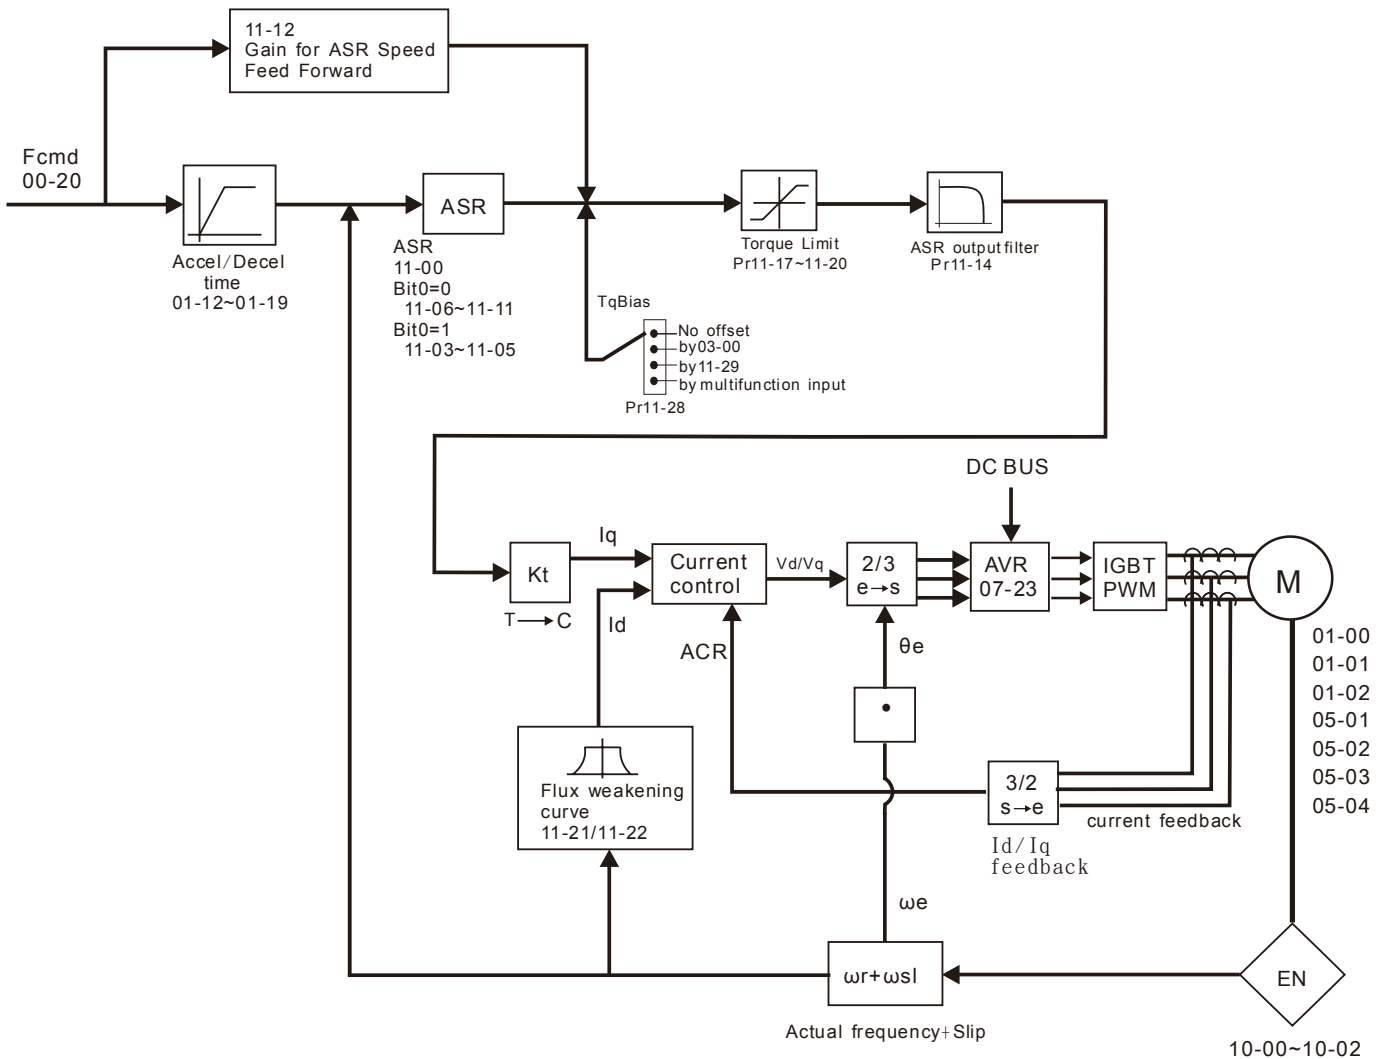 11-12
Gain for ASR Speed
Feed Forward
Fcmd
00-20
Accel/Decel
time
01-12~01-19
ASR
ASR
11-00
Bit0=0
11-06~11-11
Bit0=1
11-03~11-05
Torque Limit
Pr11-17~11-20
ASR output filter
Pr11-14
TqBias
No offset
by03-00
by11-29
by multifunction input
Pr11-28
DC BUS
Kt
T→C
Iq
Id
Current
control
ACR
Vd/Vq
2/3
e→s
AVR
07-23
IGBT
PWM
M
θe
01-00
01-01
01-02
05-01
05-02
05-03
05-04
Flux weakening
curve
11-21/11-22
3/2
s→e
current feedback
Id/Iq
feedback
ωe
ωr+ωsl
Actual frequency+Slip
EN
10-00~10-02